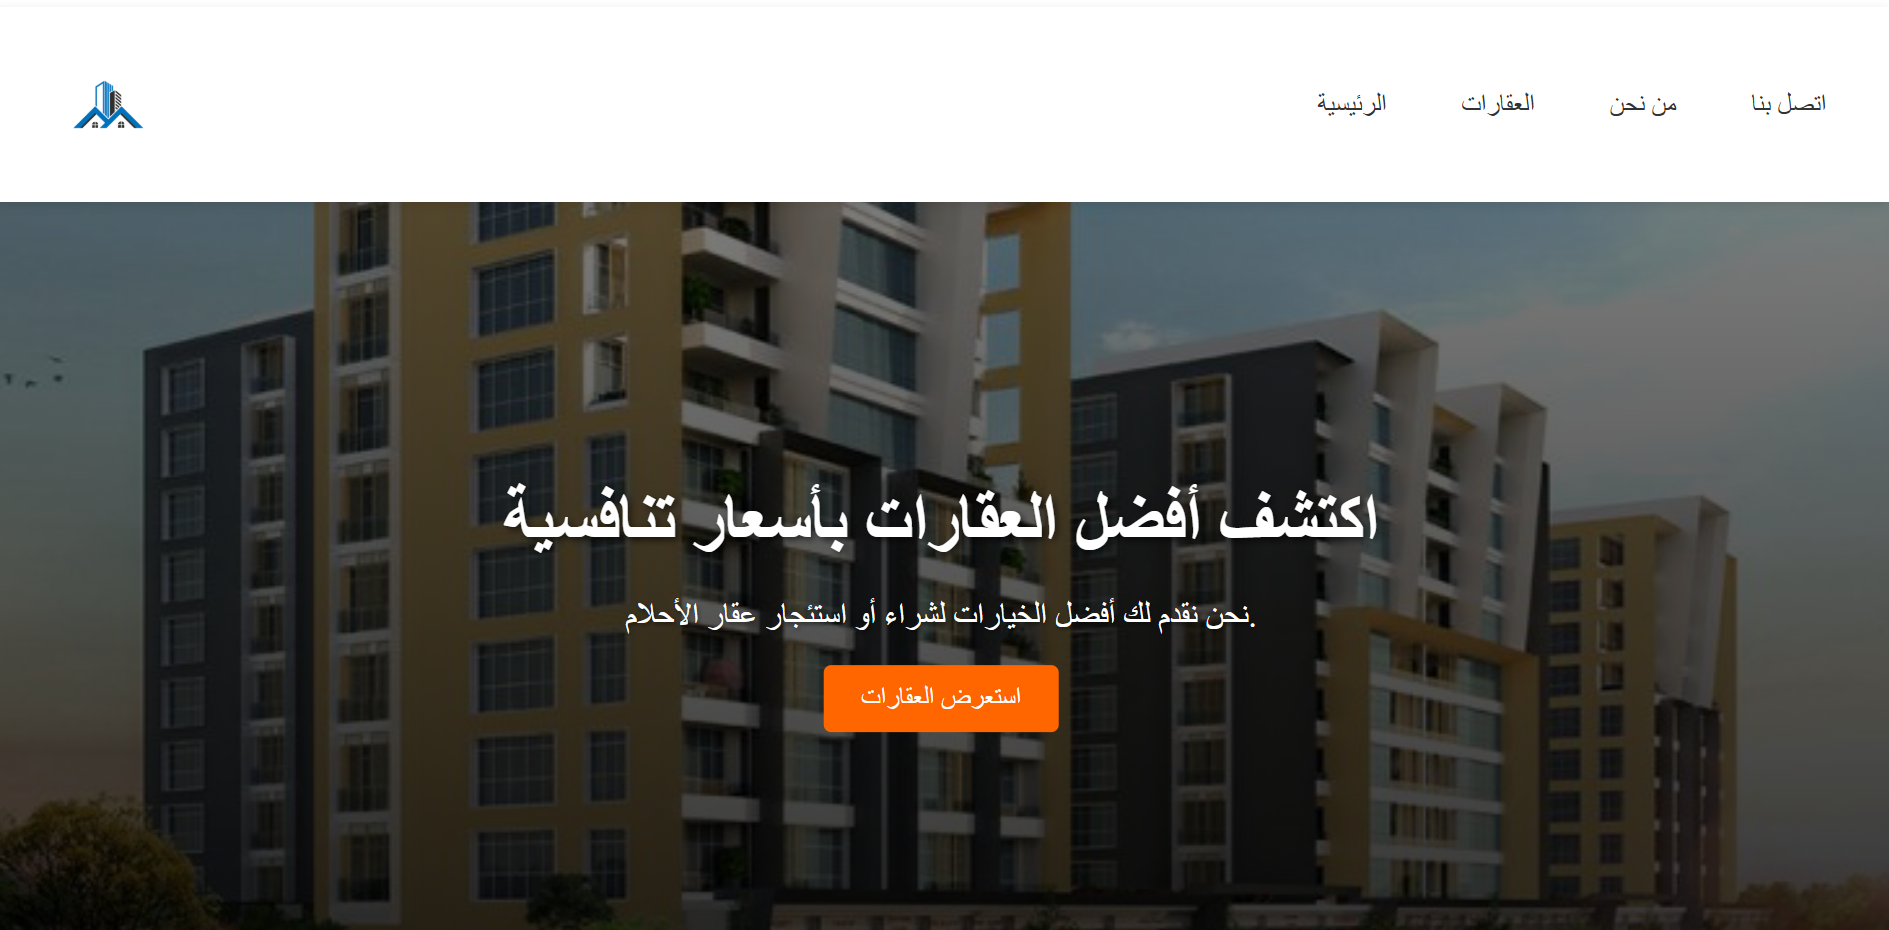 اتصل بنا
من نحن
العقارات
الرئيسية
اكتشف أفضل العقارات بأسعار تنافسية
.نحن نقدم لك أفضل الخيارات لشراء أو استئجار عقار الأحلام
استعرض العقارات